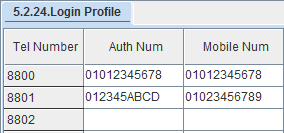 5.2.24.Login Profile
Tel Number Auth Num Mobile Num
8800 01012345678 01012345678
8801 012345ABCD 01023456789
8802